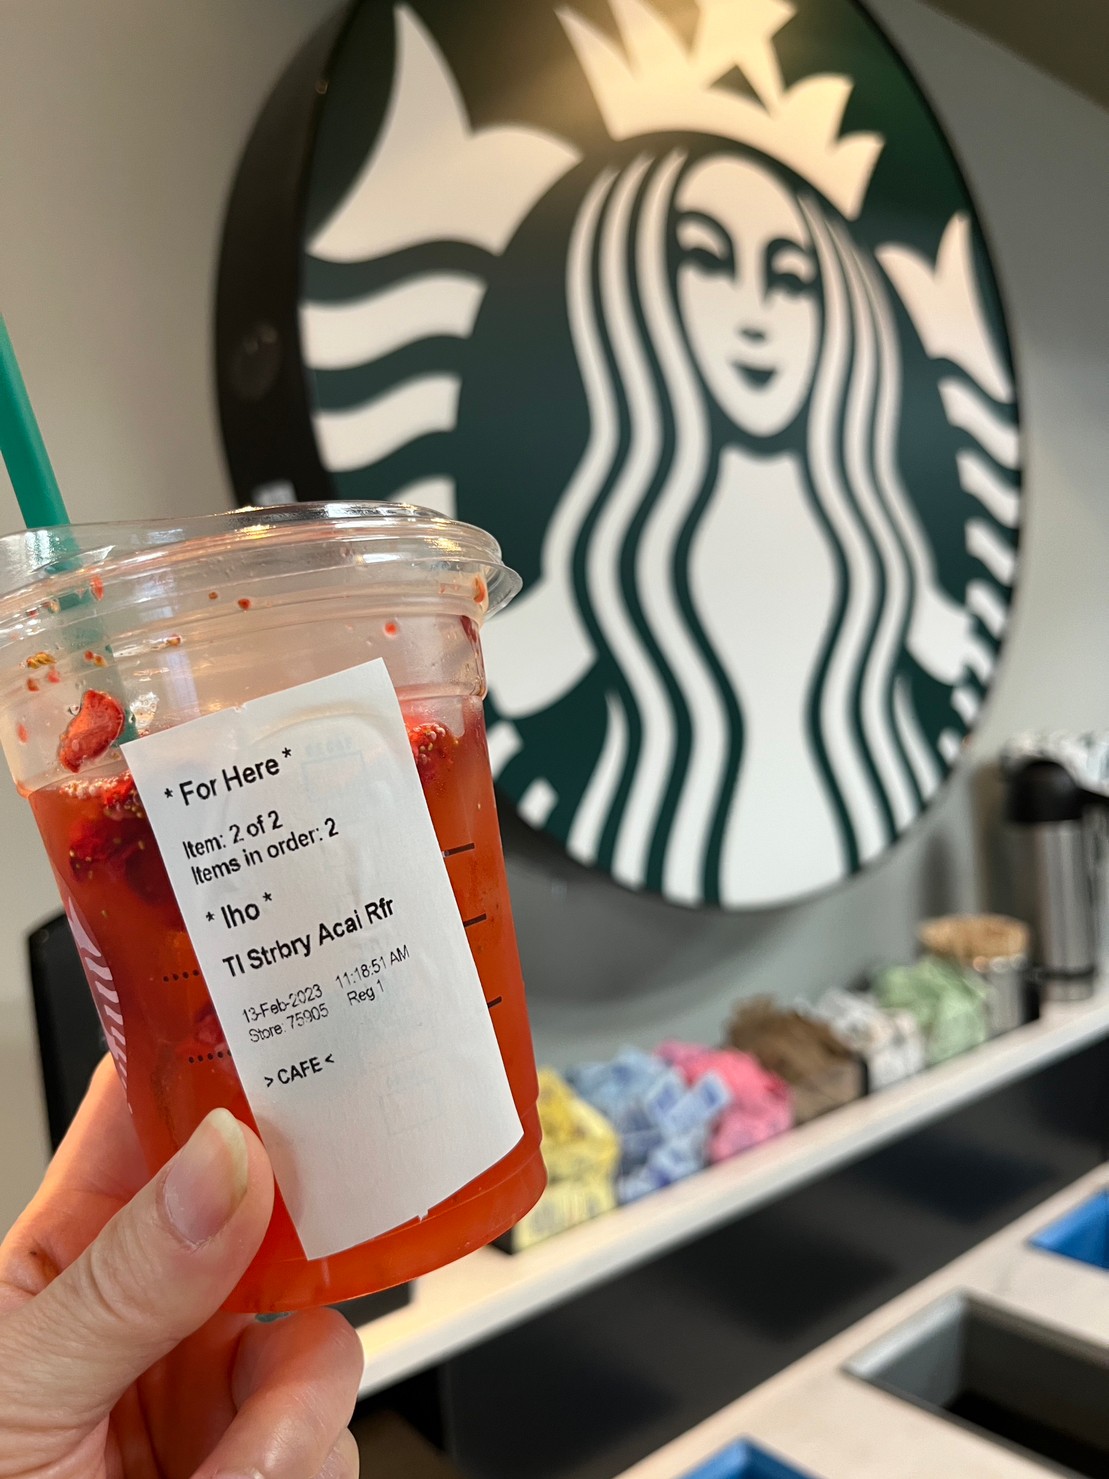 * For Here *
Item: 2 of 2
Items in order: 2
* Iho *
Tl Strbry Acai Rfr
13-Feb-2023 11:18:51 AM
Store: 75905 Reg 1
> CAFE <